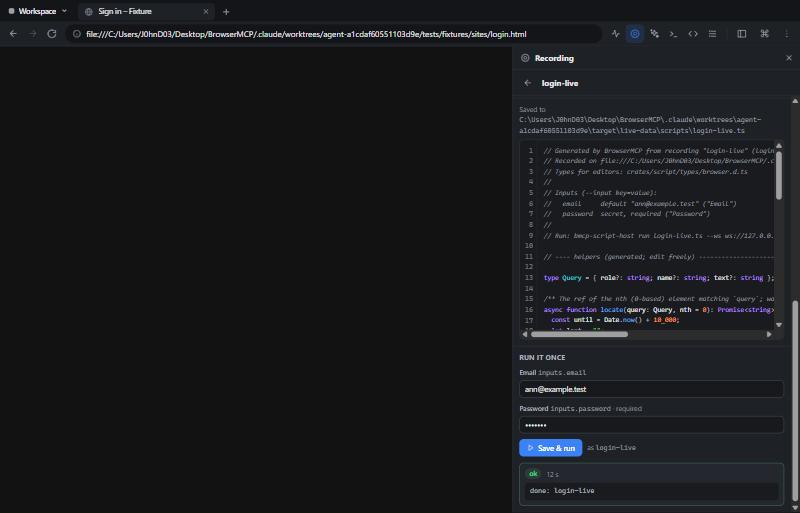 Workspace
Sign in – Fixture
file:///C:/Users/J0hnD03/Desktop/BrowserMCP/.claude/worktrees/agent-a1cdaf60551103d9e/tests/fixtures/sites/login.html
Recording
login-live
Saved to
C:\Users\J0hnD03\Desktop\BrowserMCP\.claude\worktrees\agent-
a1cdaf60551103d9e\target\live-data\scripts\login-live.ts
1 // Generated by BrowserMCP from recording "login-live" (login
2 // Recorded on file:///C:/Users/J0hnD03/Desktop/BrowserMCP/.c
3 // Types for editors: crates/script/types/browser.d.ts
4 //
5 // Inputs (--input key=value):
6 //   email     default "ann@example.test" ("Email")
7 //   password  secret, required ("Password")
8 //
9 // Run: bmcp-script-host run login-live.ts --ws ws://127.0.0.
10
11 // ---- helpers (generated; edit freely) -------------------
12
13 type Query = { role?: string; name?: string; text?: string };
14
15 /** The ref of the nth (0-based) element matching `query`; wa
16 async function locate(query: Query, nth = 0): Promise<string>
17   const until = Date.now() + 10_000;
RUN IT ONCE
Email inputs.email
ann@example.test
Password inputs.password · required
•••••••
Save & run as login-live
ok 12 s
done: login-live